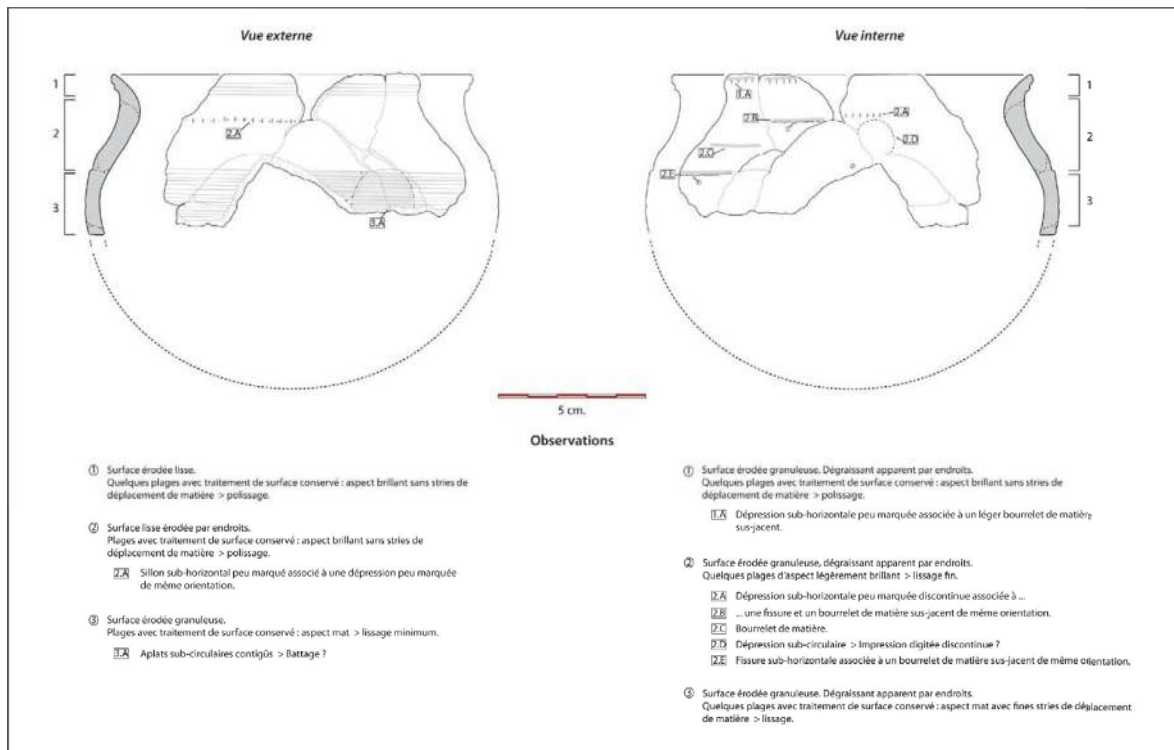 Vue externe
Vue interne
1
2
3
2.A
3.A
1.A
2.B
2.A
2.C
2.D
2.E
1
2
3
5 cm.
Observations
① Surface érodée lisse.
Quelques plages avec traitement de surface conservé : aspect brillant sans stries de
déplacement de matière > polissage.
② Surface lisse érodée par endroits.
Plages avec traitement de surface conservé : aspect brillant sans stries de
déplacement de matière > polissage.
2.A Sillon sub-horizontal peu marqué associé à une dépression peu marquée
de même orientation.
③ Surface érodée granuleuse.
Plages avec traitement de surface conservé : aspect mat > lissage minimum.
3.A Aplats sub-circulaires contigûs > Battage ?
① Surface érodée granuleuse. Dégraissant apparent par endroits.
Quelques plages avec traitement de surface conservé : aspect brillant sans stries de
déplacement de matière > polissage.
1.A Dépression sub-horizontale peu marquée associée à un léger bourrelet de matière
sus-jacent.
② Surface érodée granuleuse, dégraissant apparent par endroits.
Quelques plages d'aspect légèrement brillant > lissage fin.
2.A Dépression sub-horizontale peu marquée discontinue associée à ...
2.B ... une fissure et un bourrelet de matière sus-jacent de même orientation.
2.C Bourrelet de matière.
2.D Dépression sub-circulaire > Impression digitée discontinue ?
2.E Fissure sub-horizontale associée à un bourrelet de matière sus-jacent de même orientation.
③ Surface érodée granuleuse. Dégraissant apparent par endroits.
Quelques plages avec traitement de surface conservé : aspect mat avec fines stries de déplacement
de matière > lissage.